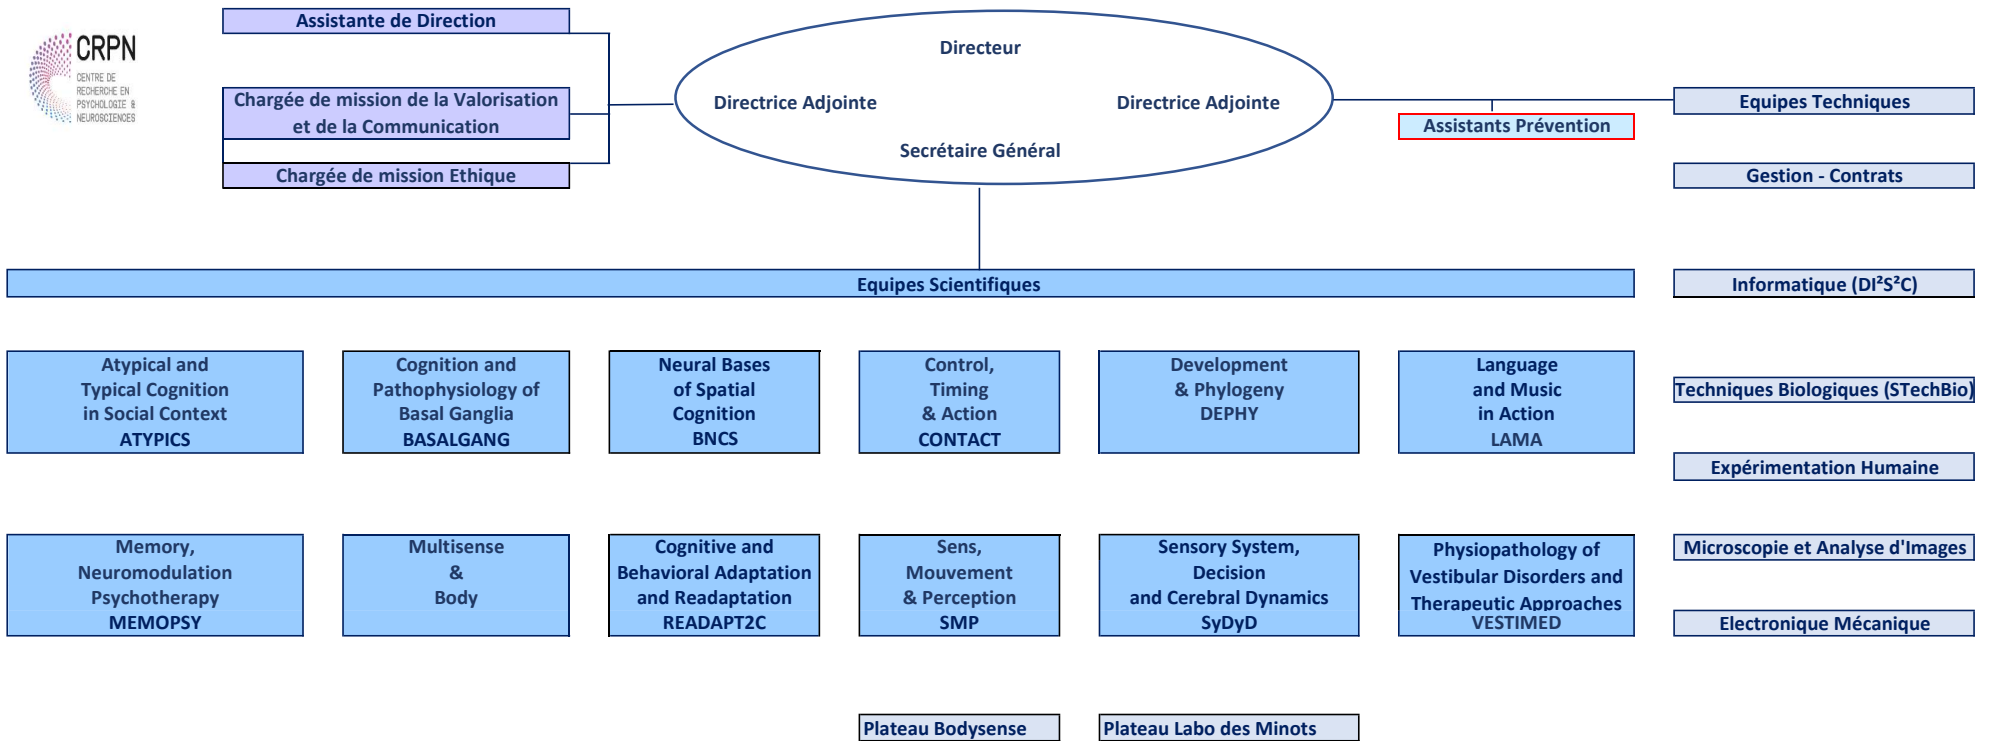 CRPN
CENTRE DE
RECHERCHE EN
PSYCHOLOGIE &
NEUROSCIENCES
Assistante de Direction
Chargée de mission de la Valorisation
et de la Communication
Chargée de mission Ethique
Directeur
Directrice Adjointe
Directrice Adjointe
Secrétaire Général
Assistants Prévention
Equipes Techniques
Gestion - Contrats
Equipes Scientifiques
Informatique (DI²S²C)
Atypical and
Typical Cognition
in Social Context
ATYPICS
Cognition and
Pathophysiology of
Basal Ganglia
BASALGANG
Neural Bases
of Spatial
Cognition
BNCS
Control,
Timing
& Action
CONTACT
Development
& Phylogeny
DEPHY
Language
and Music
in Action
LAMA
Techniques Biologiques (STechBio)
Expérimentation Humaine
Memory,
Neuromodulation
Psychotherapy
MEMOPSY
Multisense
&
Body
Cognitive and
Behavioral Adaptation
and Readaptation
READAPT2C
Sens,
Mouvement
& Perception
SMP
Sensory System,
Decision
and Cerebral Dynamics
SyDyD
Physiopathology of
Vestibular Disorders and
Therapeutic Approaches
VESTIMED
Microscopie et Analyse d'Images
Electronique Mécanique
Plateau Bodysense
Plateau Labo des Minots